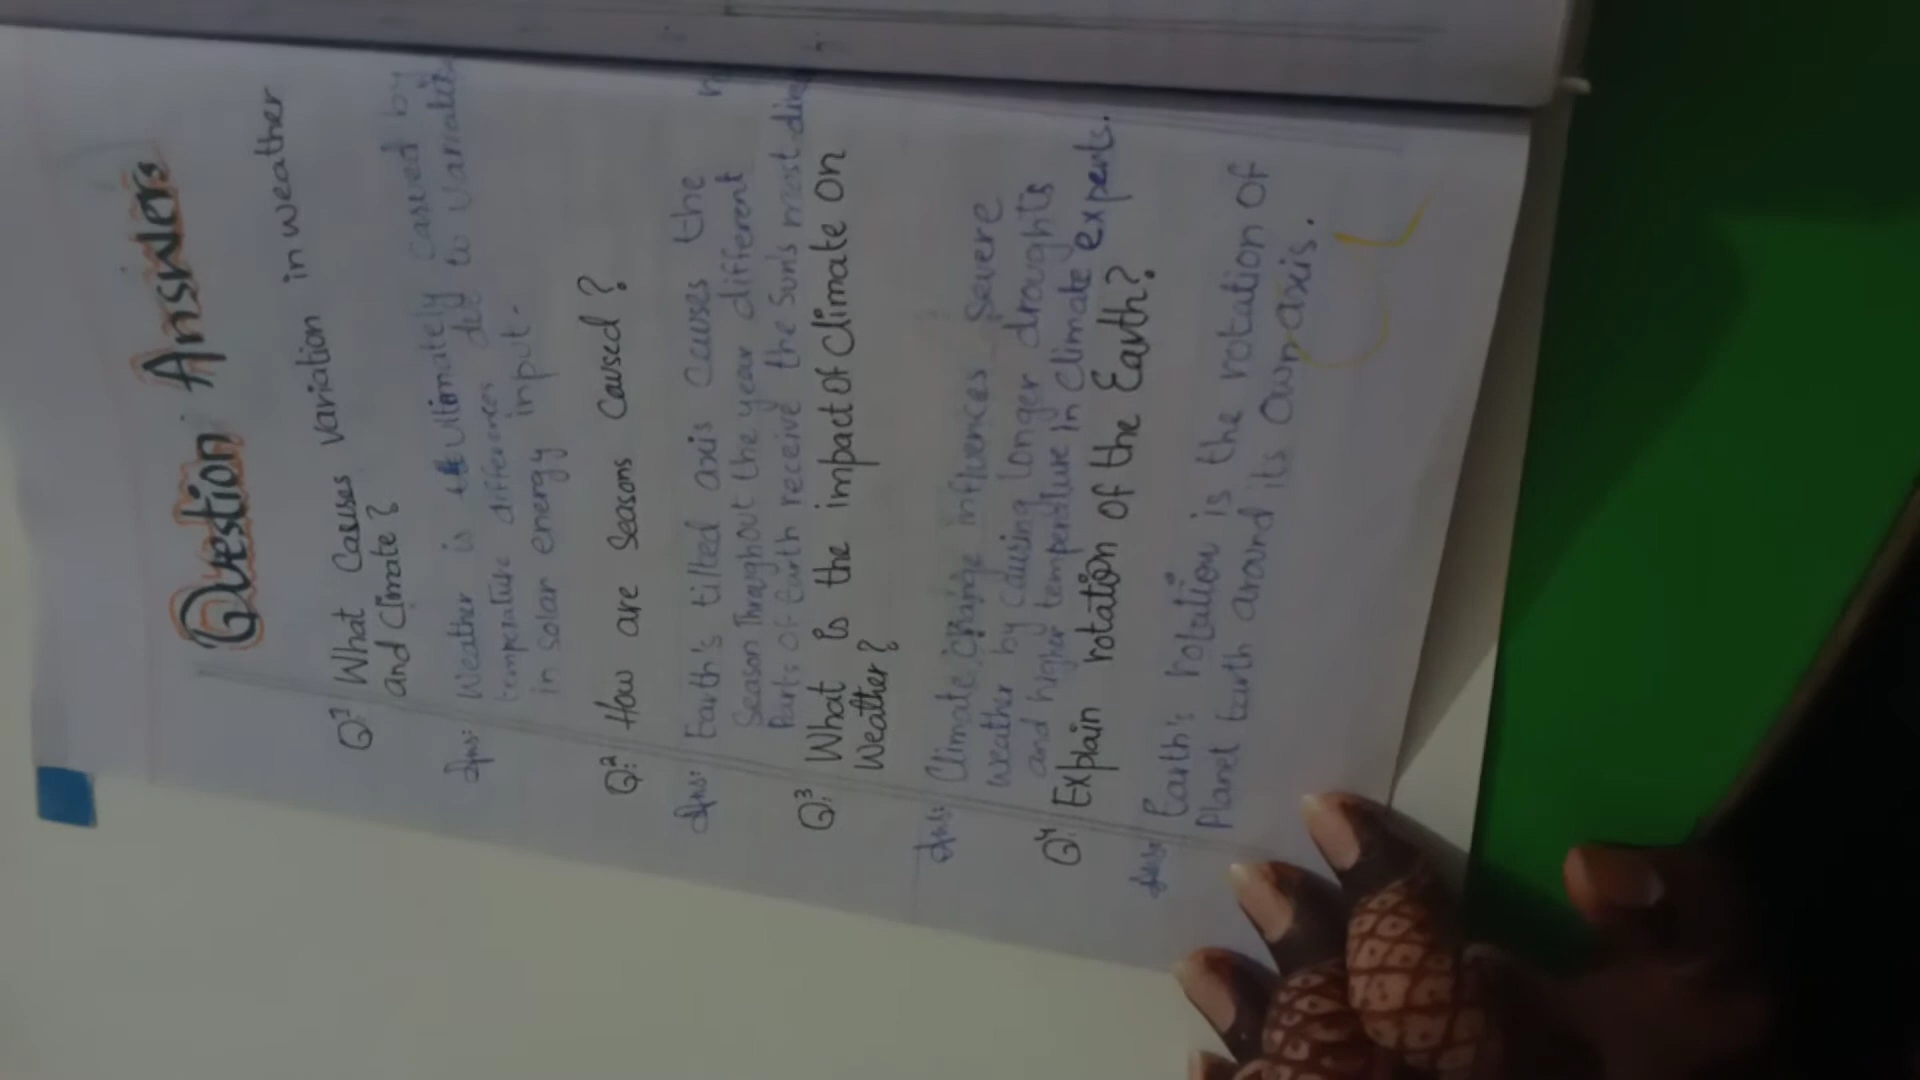 Question Answers
Q1 What Causes variation in weather
and Climate?
Ans: Weather is ultimately caused by
temperature differences to
in solar energy input.
Q2: How are Seasons Caused?
Ans: Earth's tilted axis causes the
Season Throughout the year different
Parts of Earth receive the Sun's most
Q3: What Is the impact of Climate On
Weather?
Ans: Climate change influences severe
weather by causing longer droughts
and higher temperature in climate experts.
Q4: Explain rotation of the Earth?
Ans: Earth's rotation is the rotation of
Planet Earth around its own axis.